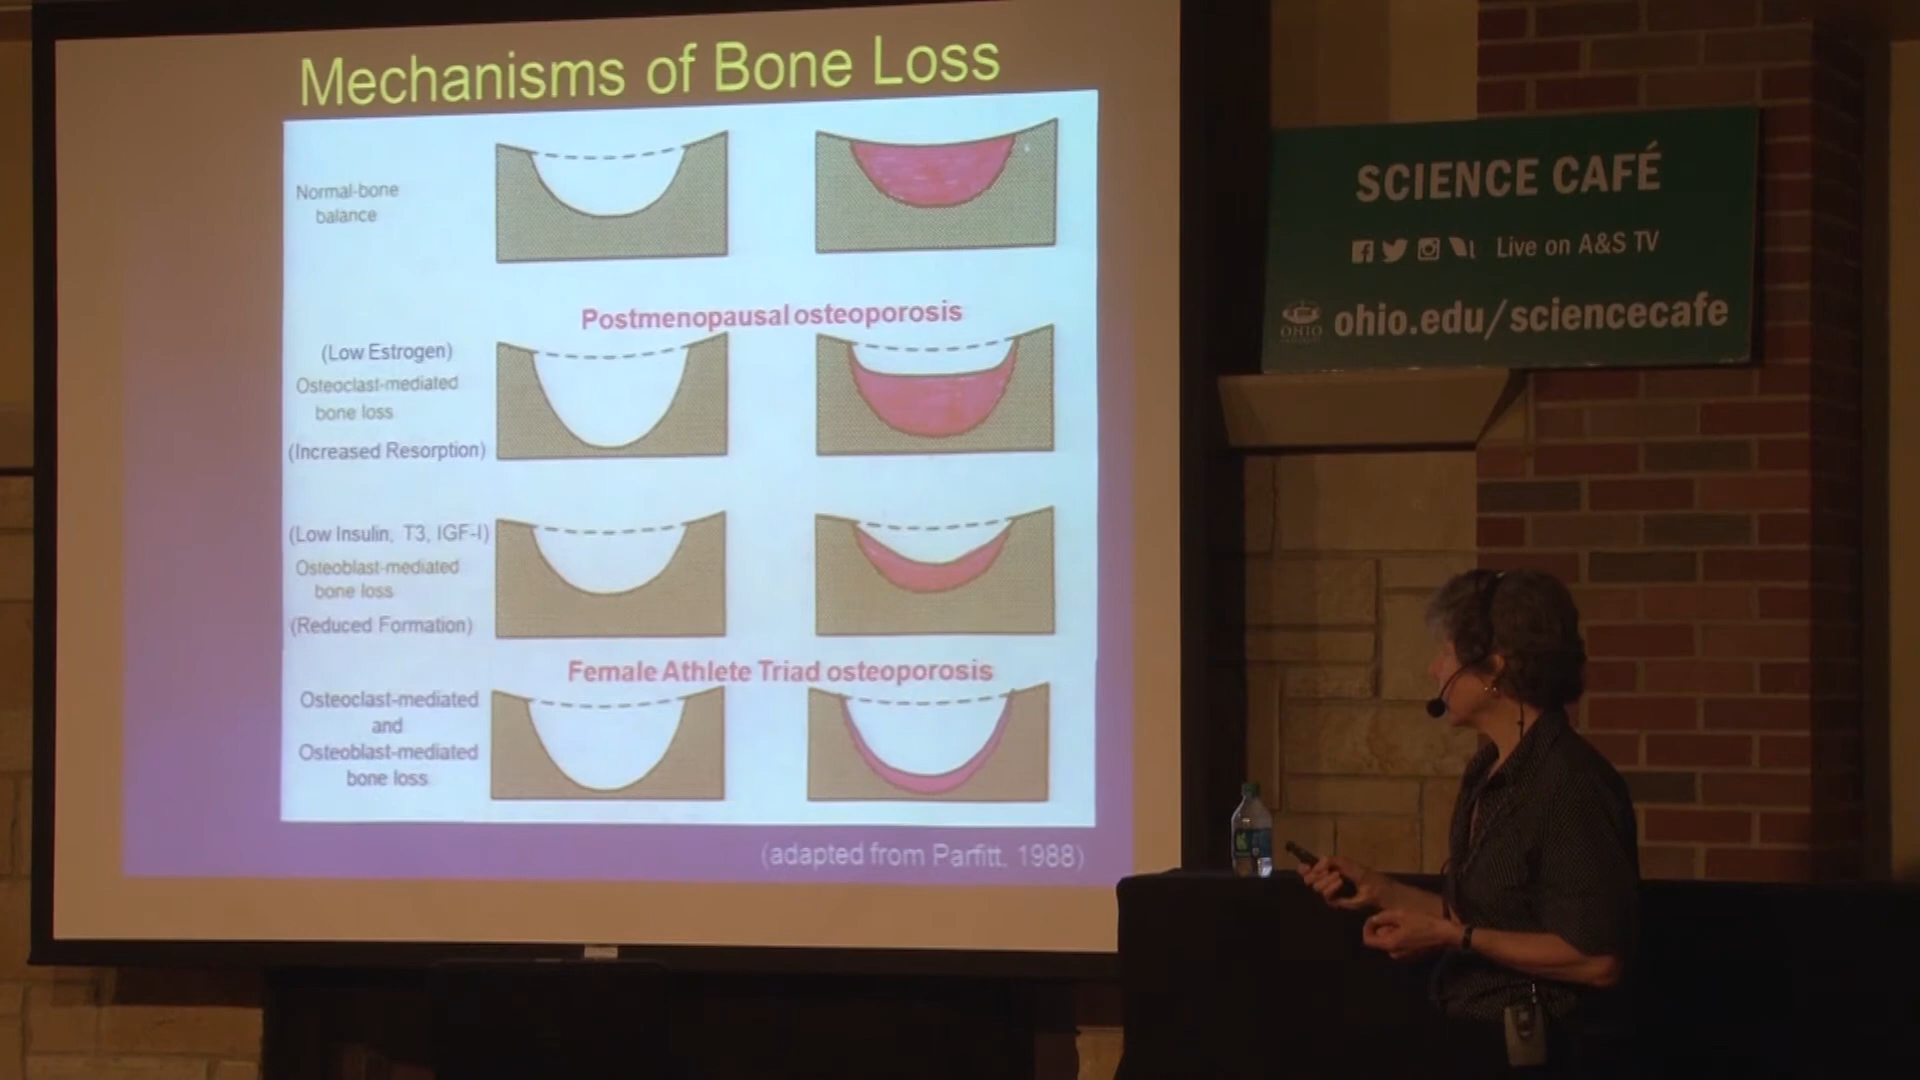 Mechanisms of Bone Loss
Normal-bone
balance
Postmenopausal osteoporosis
(Low Estrogen)
Osteoclast-mediated
bone loss
(Increased Resorption)
(Low Insulin, T3, IGF-I)
Osteoblast-mediated
bone loss
(Reduced Formation)
Female Athlete Triad osteoporosis
Osteoclast-mediated
and
Osteoblast-mediated
bone loss
(adapted from Parfitt, 1988)
SCIENCE CAFÉ
Live on A&S TV
OHIO
ohio.edu/sciencecafe